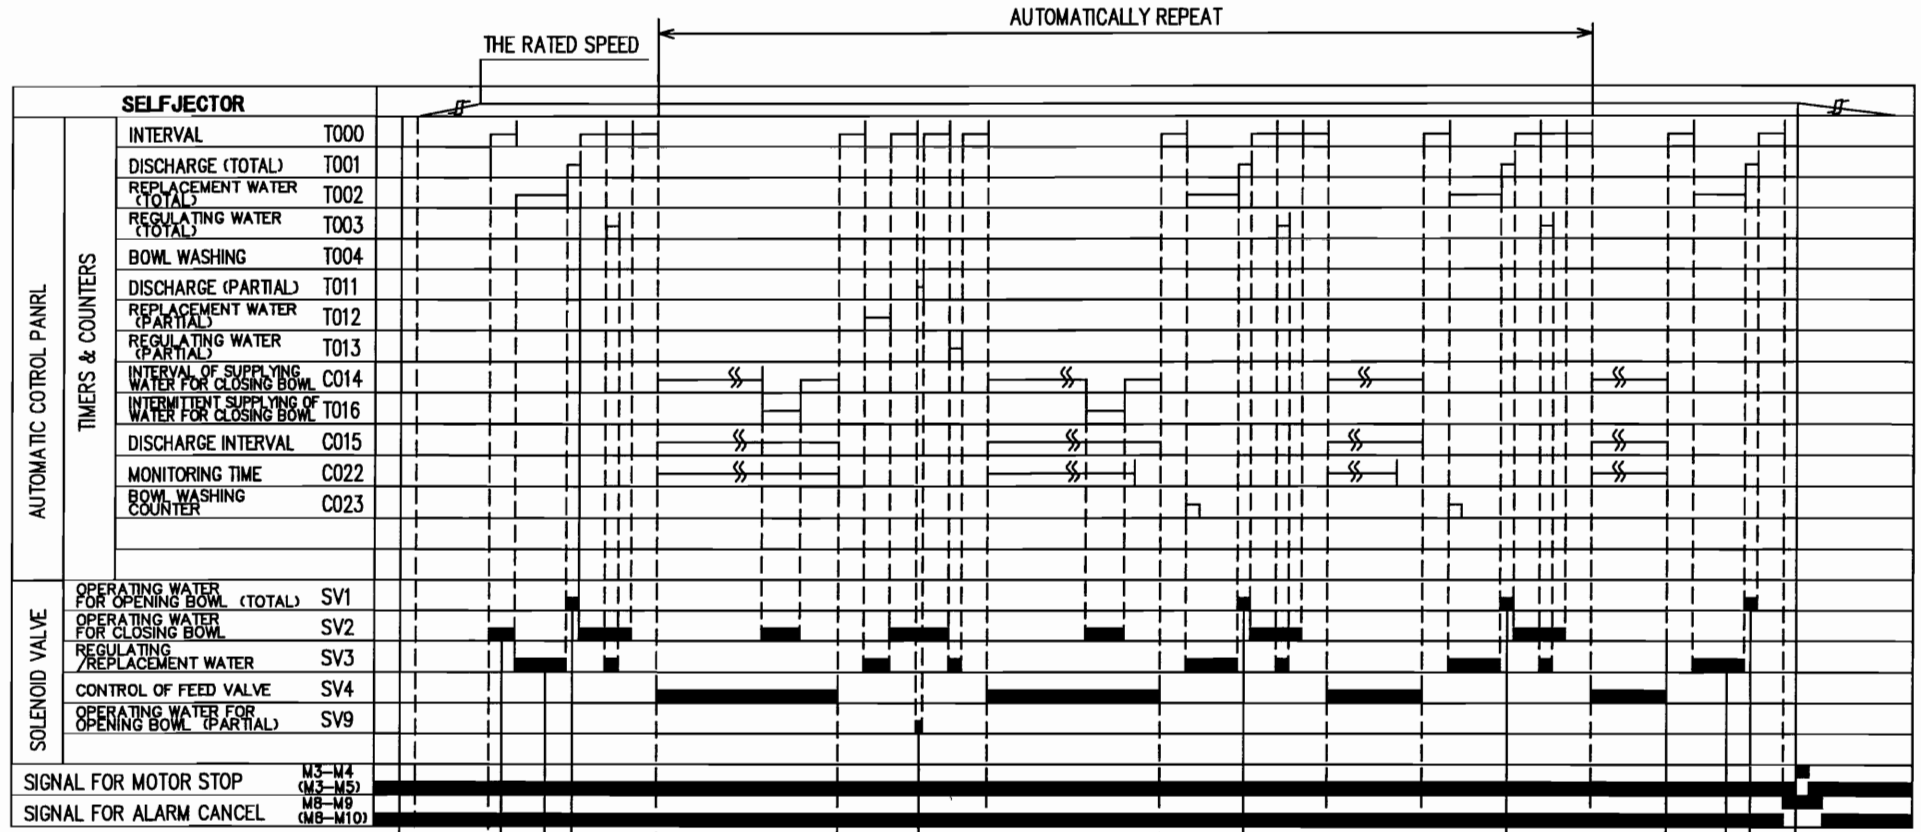 AUTOMATICALLY REPEAT
THE RATED SPEED
SELFJECTOR
AUTOMATIC COTROL PANRL
TIMERS & COUNTERS
INTERVAL T000
DISCHARGE (TOTAL) T001
REPLACEMENT WATER
(TOTAL) T002
REGULATING WATER
(TOTAL) T003
BOWL WASHING T004
DISCHARGE (PARTIAL) T011
REPLACEMENT WATER
(PARTIAL) T012
REGULATING WATER
(PARTIAL) T013
INTERVAL OF SUPPLYING
WATER FOR CLOSING BOWL C014
INTERMITTENT SUPPLYING OF
WATER FOR CLOSING BOWL T016
DISCHARGE INTERVAL C015
MONITORING TIME C022
BOWL WASHING
COUNTER C023
SOLENOID VALVE
OPERATING WATER
FOR OPENING BOWL (TOTAL) SV1
OPERATING WATER
FOR CLOSING BOWL SV2
REGULATING
/REPLACEMENT WATER SV3
CONTROL OF FEED VALVE SV4
OPERATING WATER FOR
OPENING BOWL (PARTIAL) SV9
SIGNAL FOR MOTOR STOP M3-M4
(M3-M5)
SIGNAL FOR ALARM CANCEL M8-M9
(M8-M10)